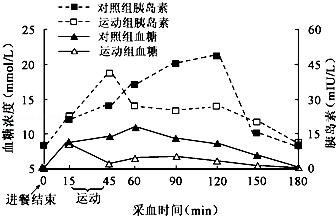 对照组胰岛素
运动组胰岛素
对照组血糖
运动组血糖
血糖浓度(mmol/L)
25
20
15
10
5
60
45
30
15
0
胰岛素(mIU/L)
0 15 45 60 90 120 150 180
进餐结束
运动
采血时间(min)